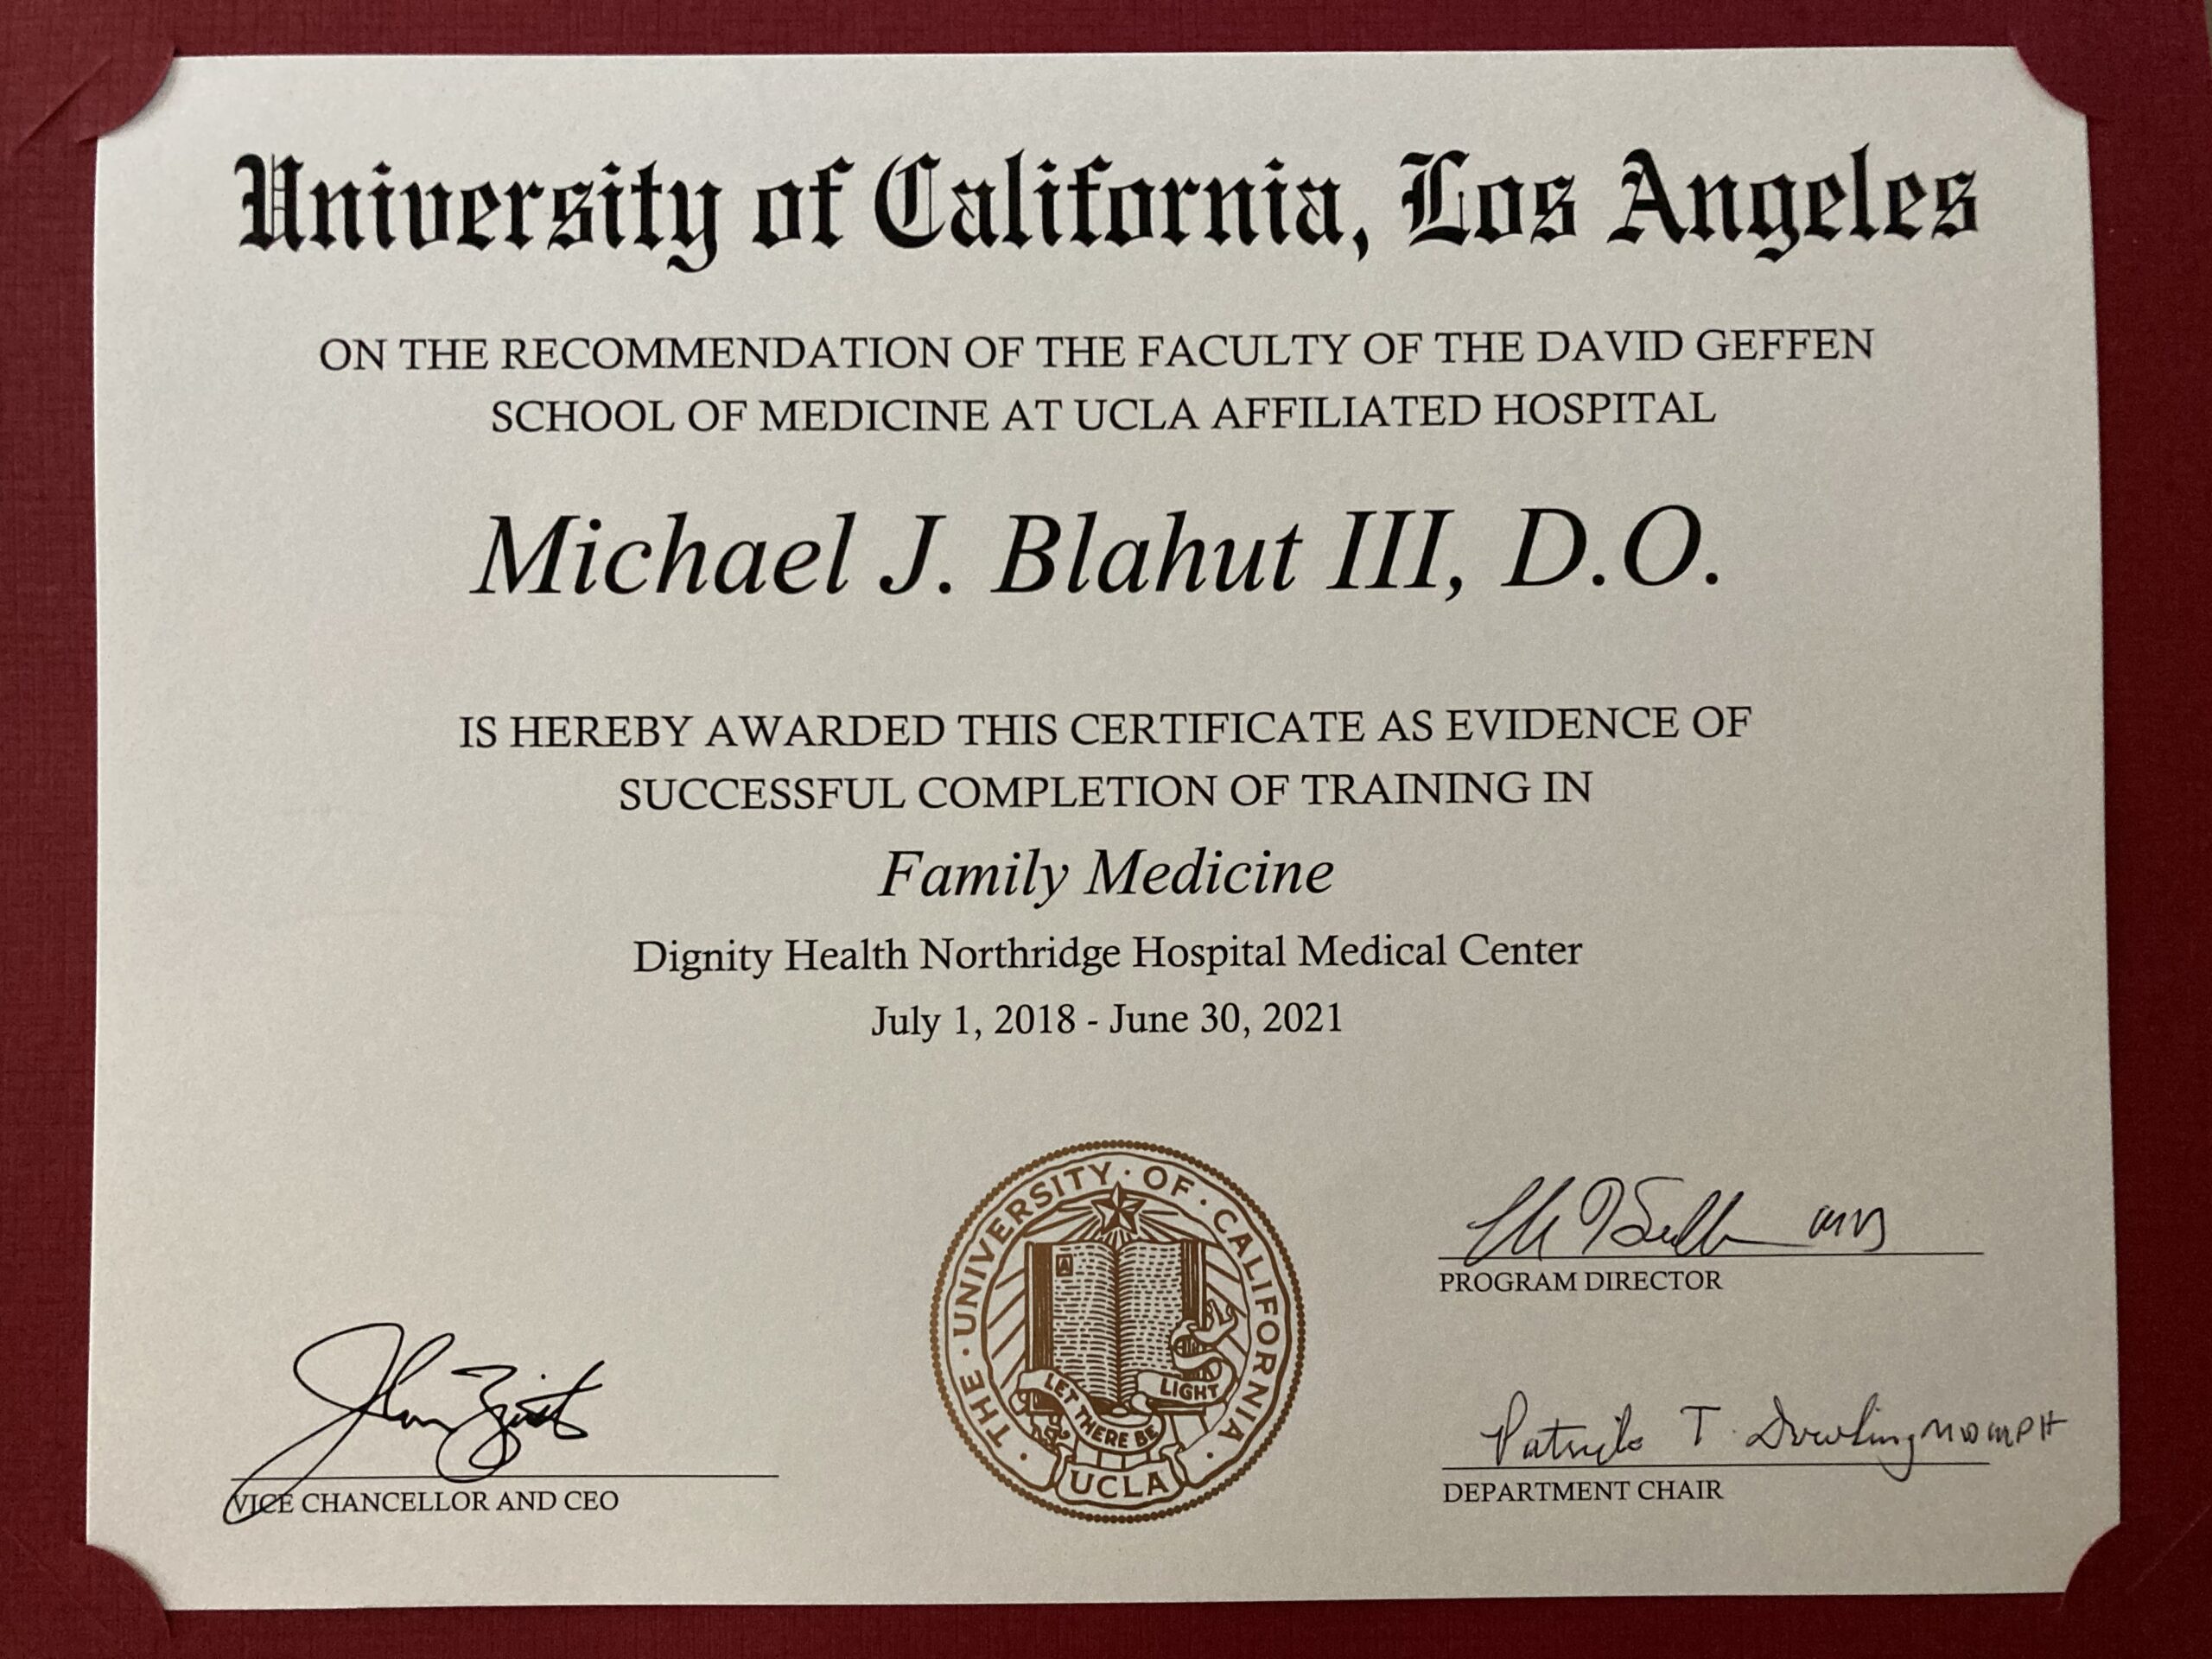 University of California, Los Angeles
ON THE RECOMMENDATION OF THE FACULTY OF THE DAVID GEFFEN
SCHOOL OF MEDICINE AT UCLA AFFILIATED HOSPITAL
Michael J. Blahut III, D.O.
IS HEREBY AWARDED THIS CERTIFICATE AS EVIDENCE OF
SUCCESSFUL COMPLETION OF TRAINING IN
Family Medicine
Dignity Health Northridge Hospital Medical Center
July 1, 2018 - June 30, 2021
THE · UNIVERSITY · OF · CALIFORNIA ·
A
LET THERE BE LIGHT
UCLA
MD
PROGRAM DIRECTOR
Patrick T. Dowling MD MPH
DEPARTMENT CHAIR
VICE CHANCELLOR AND CEO